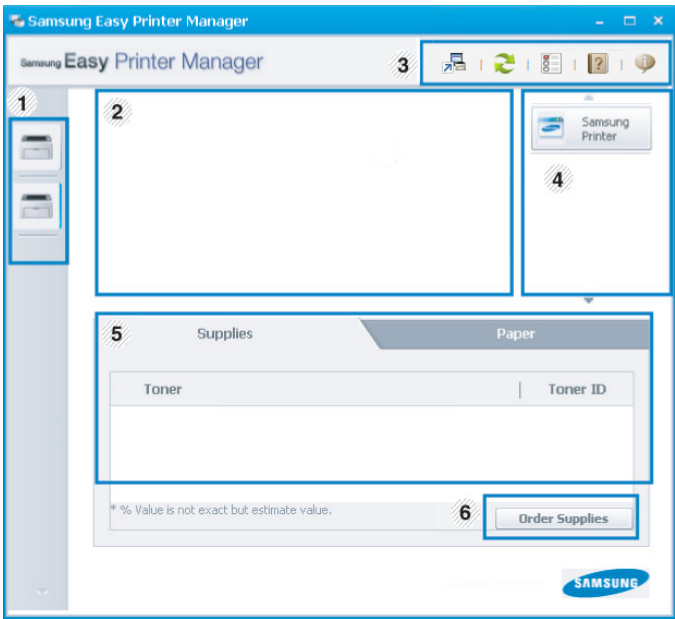 Samsung Easy Printer Manager
Samsung Easy Printer Manager
3
1
2
Samsung
Printer
4
5
Supplies
Paper
Toner
Toner ID
* % Value is not exact but estimate value.
6
Order Supplies
SAMSUNG